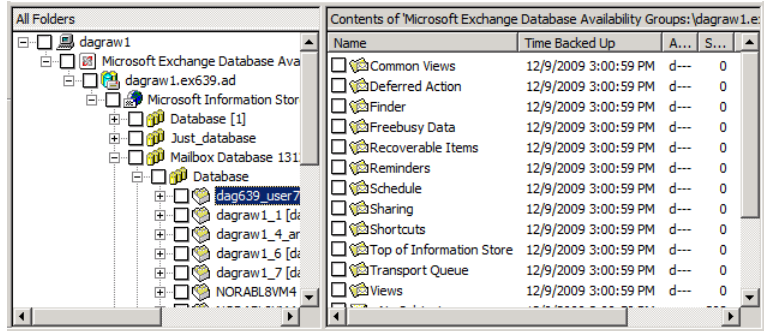 All Folders
dagraw1
Microsoft Exchange Database Ava
dagraw1.ex639.ad
Microsoft Information Stor
Database [1]
Just_database
Mailbox Database 131
Database
dag639_user7
dagraw1_1 [da
dagraw1_4_ar
dagraw1_6 [da
dagraw1_7 [da
NORABL8VM4
Contents of 'Microsoft Exchange Database Availability Groups:\dagraw1.e
Name Time Backed Up A... S...
Common Views 12/9/2009 3:00:59 PM d--- 0
Deferred Action 12/9/2009 3:00:59 PM d--- 0
Finder 12/9/2009 3:00:59 PM d--- 0
Freebusy Data 12/9/2009 3:00:59 PM d--- 0
Recoverable Items 12/9/2009 3:00:59 PM d--- 0
Reminders 12/9/2009 3:00:59 PM d--- 0
Schedule 12/9/2009 3:00:59 PM d--- 0
Sharing 12/9/2009 3:00:59 PM d--- 0
Shortcuts 12/9/2009 3:00:59 PM d--- 0
Top of Information Store 12/9/2009 3:00:59 PM d--- 0
Transport Queue 12/9/2009 3:00:59 PM d--- 0
Views 12/9/2009 3:00:59 PM d--- 0